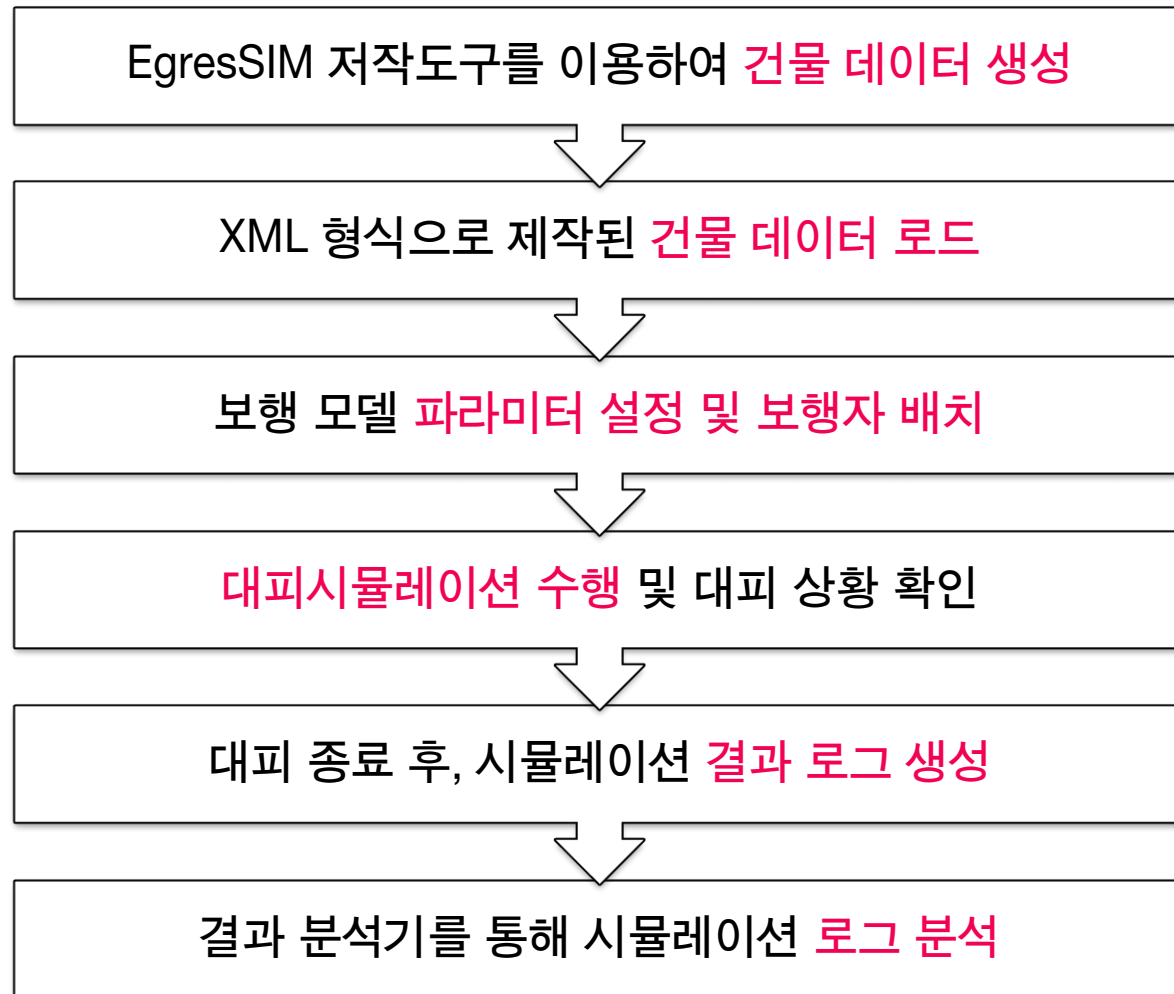 EgresSIM 저작도구를 이용하여 건물 데이터 생성
XML 형식으로 제작된 건물 데이터 로드
보행 모델 파라미터 설정 및 보행자 배치
대피시뮬레이션 수행 및 대피 상황 확인
대피 종료 후, 시뮬레이션 결과 로그 생성
결과 분석기를 통해 시뮬레이션 로그 분석